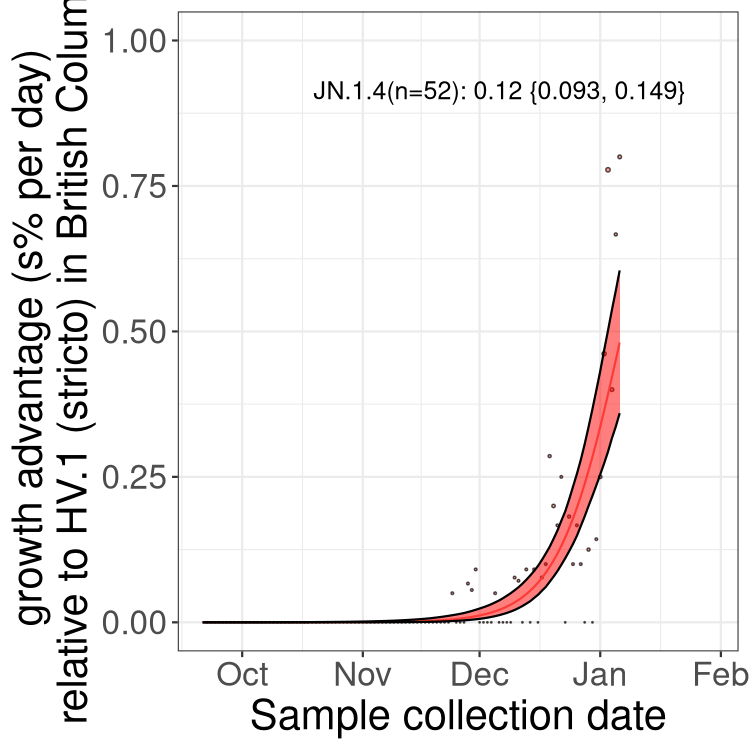 growth advantage (s% per day)
relative to HV.1 (stricto) in British Colum
1.00
0.75
0.50
0.25
0.00
JN.1.4(n=52): 0.12 {0.093, 0.149}
Oct Nov Dec Jan Feb
Sample collection date